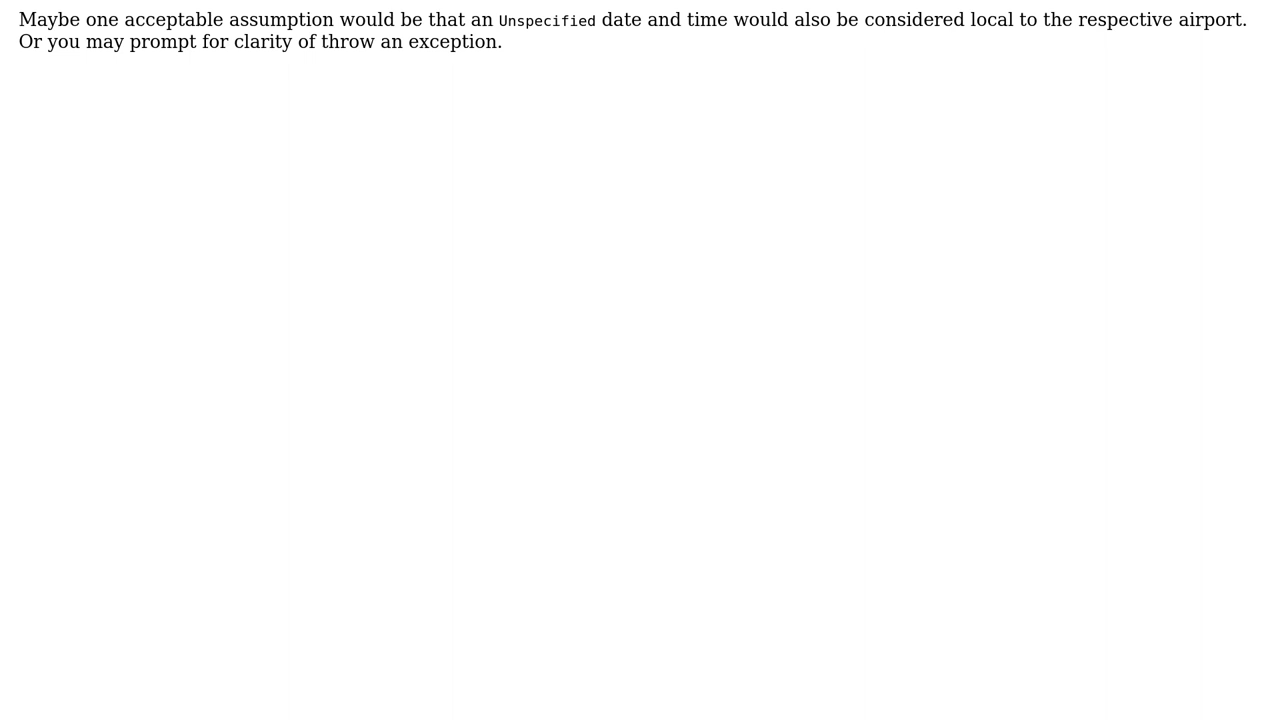 Maybe one acceptable assumption would be that an Unspecified date and time would also be considered local to the respective airport.
Or you may prompt for clarity of throw an exception.